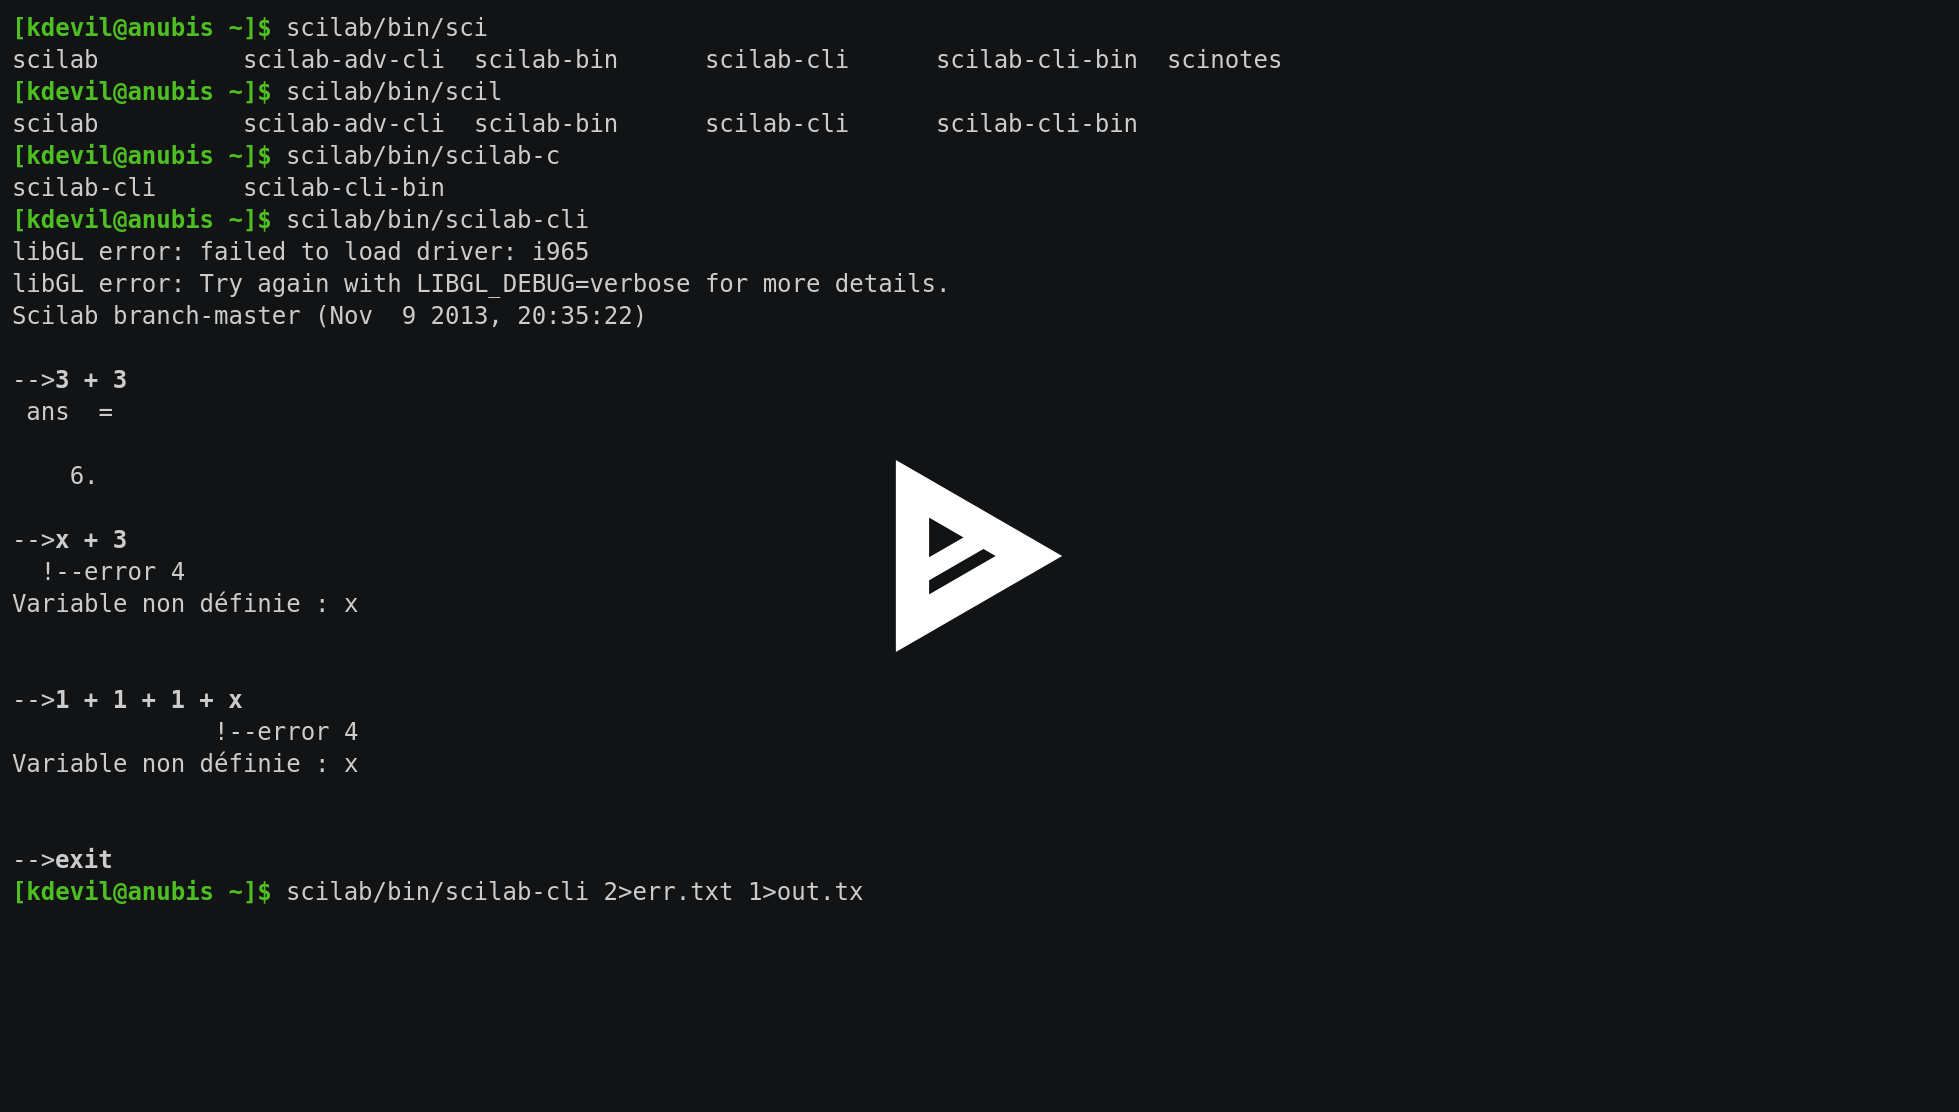 [kdevil@anubis ~]$ scilab/bin/sci
scilab          scilab-adv-cli  scilab-bin      scilab-cli      scilab-cli-bin  scinotes
[kdevil@anubis ~]$ scilab/bin/scil
scilab          scilab-adv-cli  scilab-bin      scilab-cli      scilab-cli-bin
[kdevil@anubis ~]$ scilab/bin/scilab-c
scilab-cli      scilab-cli-bin
[kdevil@anubis ~]$ scilab/bin/scilab-cli
libGL error: failed to load driver: i965
libGL error: Try again with LIBGL_DEBUG=verbose for more details.
Scilab branch-master (Nov  9 2013, 20:35:22)
-->3 + 3
 ans  =
    6.
-->x + 3
  !--error 4
Variable non définie : x
-->1 + 1 + 1 + x
              !--error 4
Variable non définie : x
-->exit
[kdevil@anubis ~]$ scilab/bin/scilab-cli 2>err.txt 1>out.tx